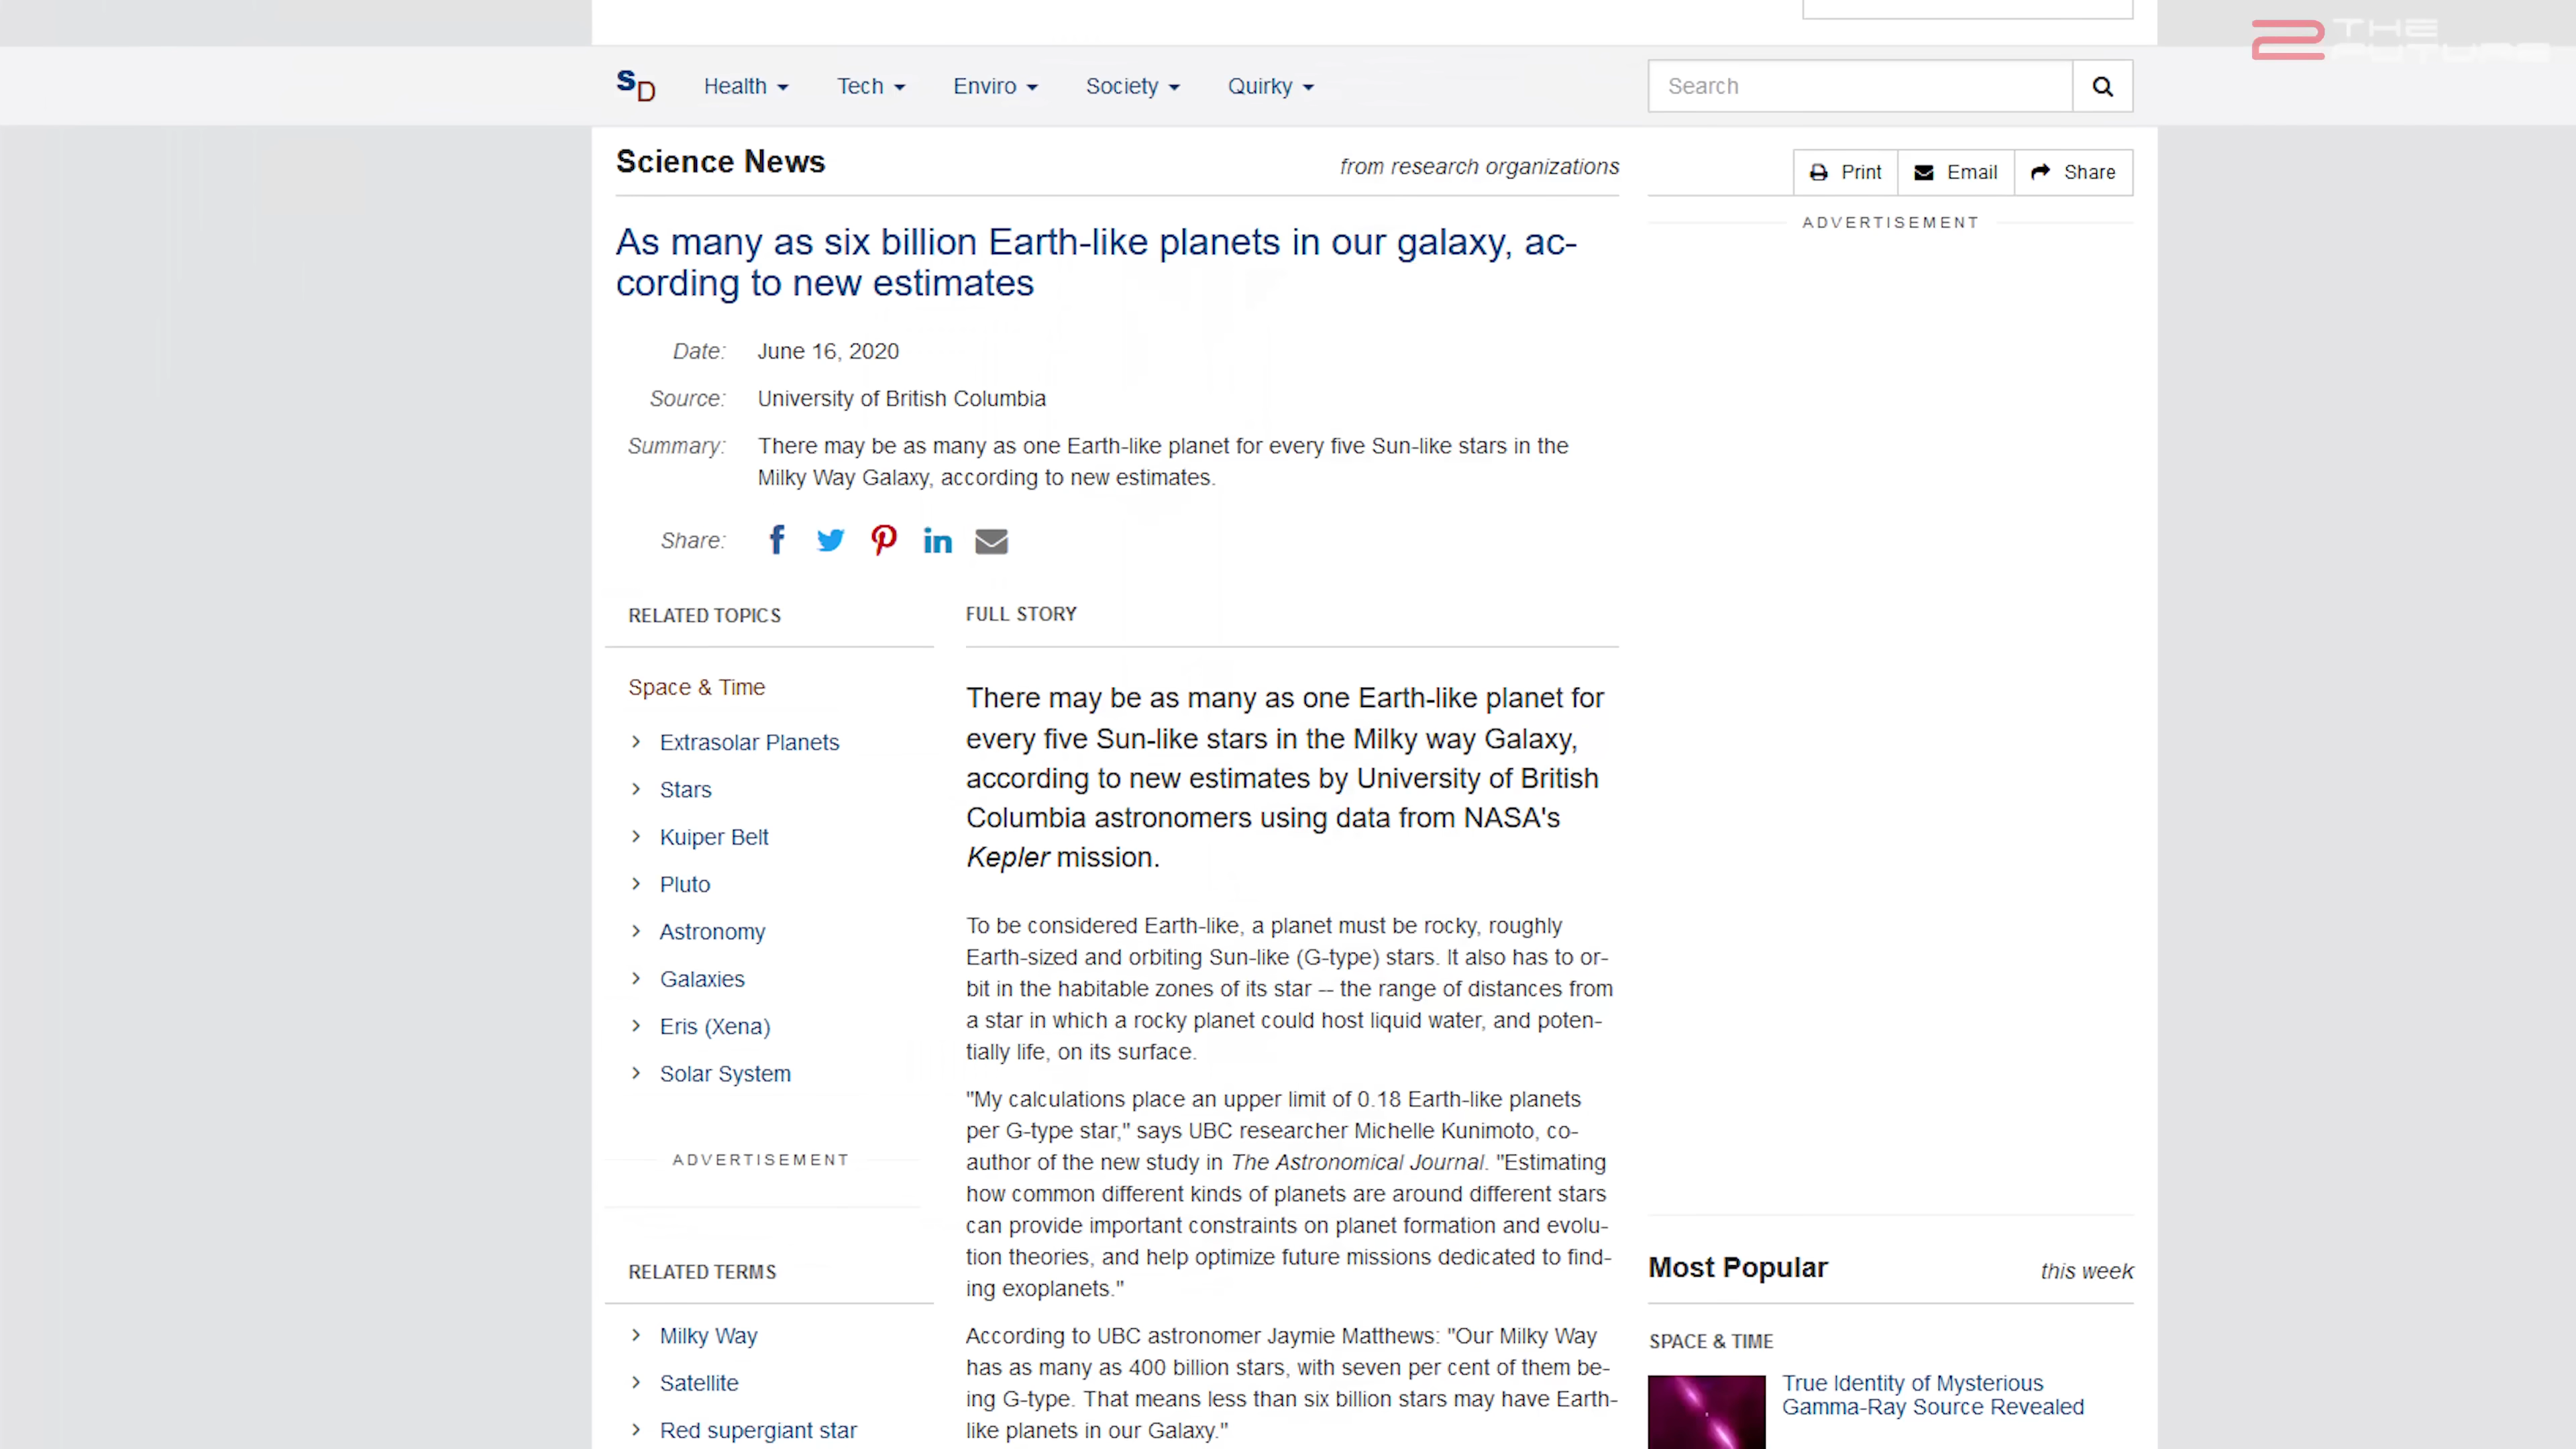 2 THE
FUTURE
SD
Health
Tech
Enviro
Society
Quirky
Search
Science News
from research organizations
Print
Email
Share
ADVERTISEMENT
As many as six billion Earth-like planets in our galaxy, ac-
cording to new estimates
Date: June 16, 2020
Source: University of British Columbia
Summary: There may be as many as one Earth-like planet for every five Sun-like stars in the
Milky Way Galaxy, according to new estimates.
Share:
RELATED TOPICS
Space & Time
Extrasolar Planets
Stars
Kuiper Belt
Pluto
Astronomy
Galaxies
Eris (Xena)
Solar System
ADVERTISEMENT
RELATED TERMS
Milky Way
Satellite
Red supergiant star
FULL STORY
There may be as many as one Earth-like planet for
every five Sun-like stars in the Milky way Galaxy,
according to new estimates by University of British
Columbia astronomers using data from NASA's
Kepler mission.
To be considered Earth-like, a planet must be rocky, roughly
Earth-sized and orbiting Sun-like (G-type) stars. It also has to or-
bit in the habitable zones of its star -- the range of distances from
a star in which a rocky planet could host liquid water, and poten-
tially life, on its surface.
"My calculations place an upper limit of 0.18 Earth-like planets
per G-type star," says UBC researcher Michelle Kunimoto, co-
author of the new study in The Astronomical Journal. "Estimating
how common different kinds of planets are around different stars
can provide important constraints on planet formation and evolu-
tion theories, and help optimize future missions dedicated to find-
ing exoplanets."
According to UBC astronomer Jaymie Matthews: "Our Milky Way
has as many as 400 billion stars, with seven per cent of them be-
ing G-type. That means less than six billion stars may have Earth-
like planets in our Galaxy."
Most Popular
this week
SPACE & TIME
True Identity of Mysterious
Gamma-Ray Source Revealed